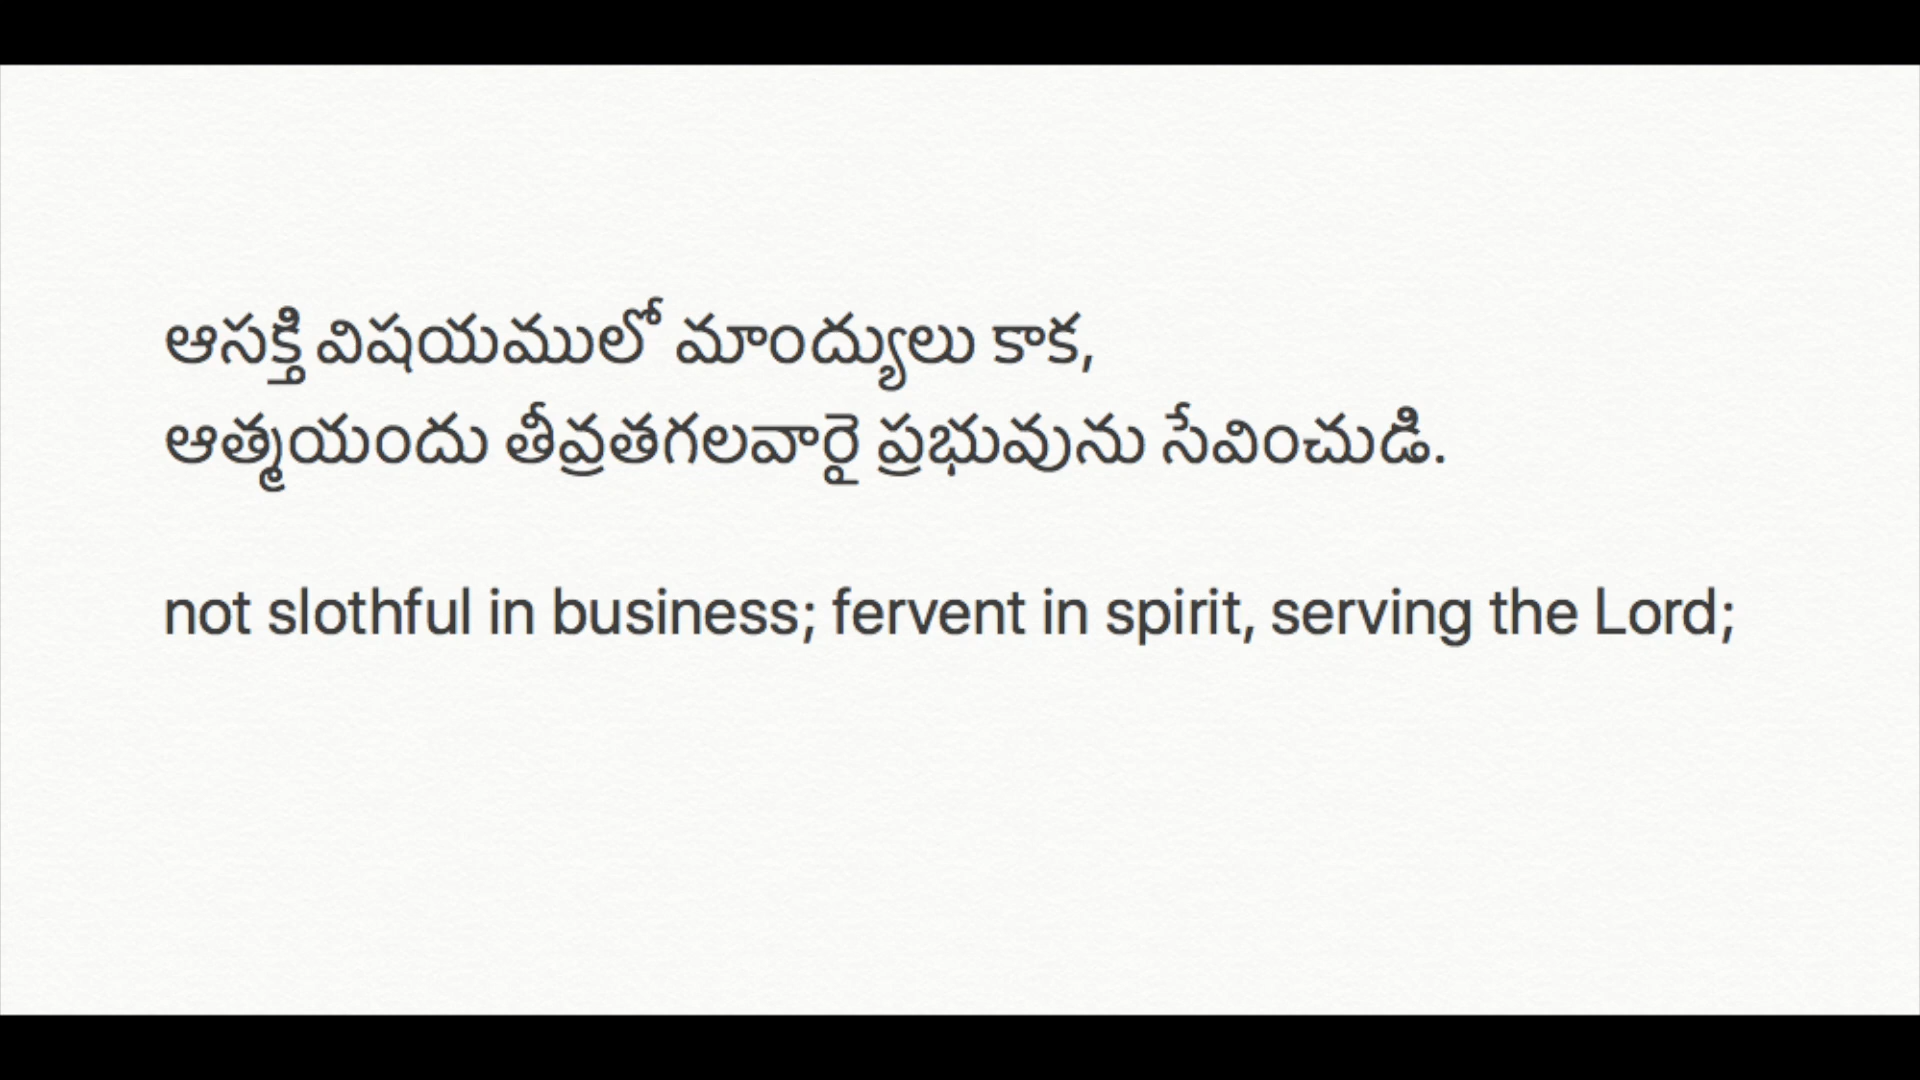 ఆసక్తి విషయములో మాంద్యులు కాక,
ఆత్మయందు తీవ్రతగలవారై ప్రభువును సేవించుడి.
not slothful in business; fervent in spirit, serving the Lord;